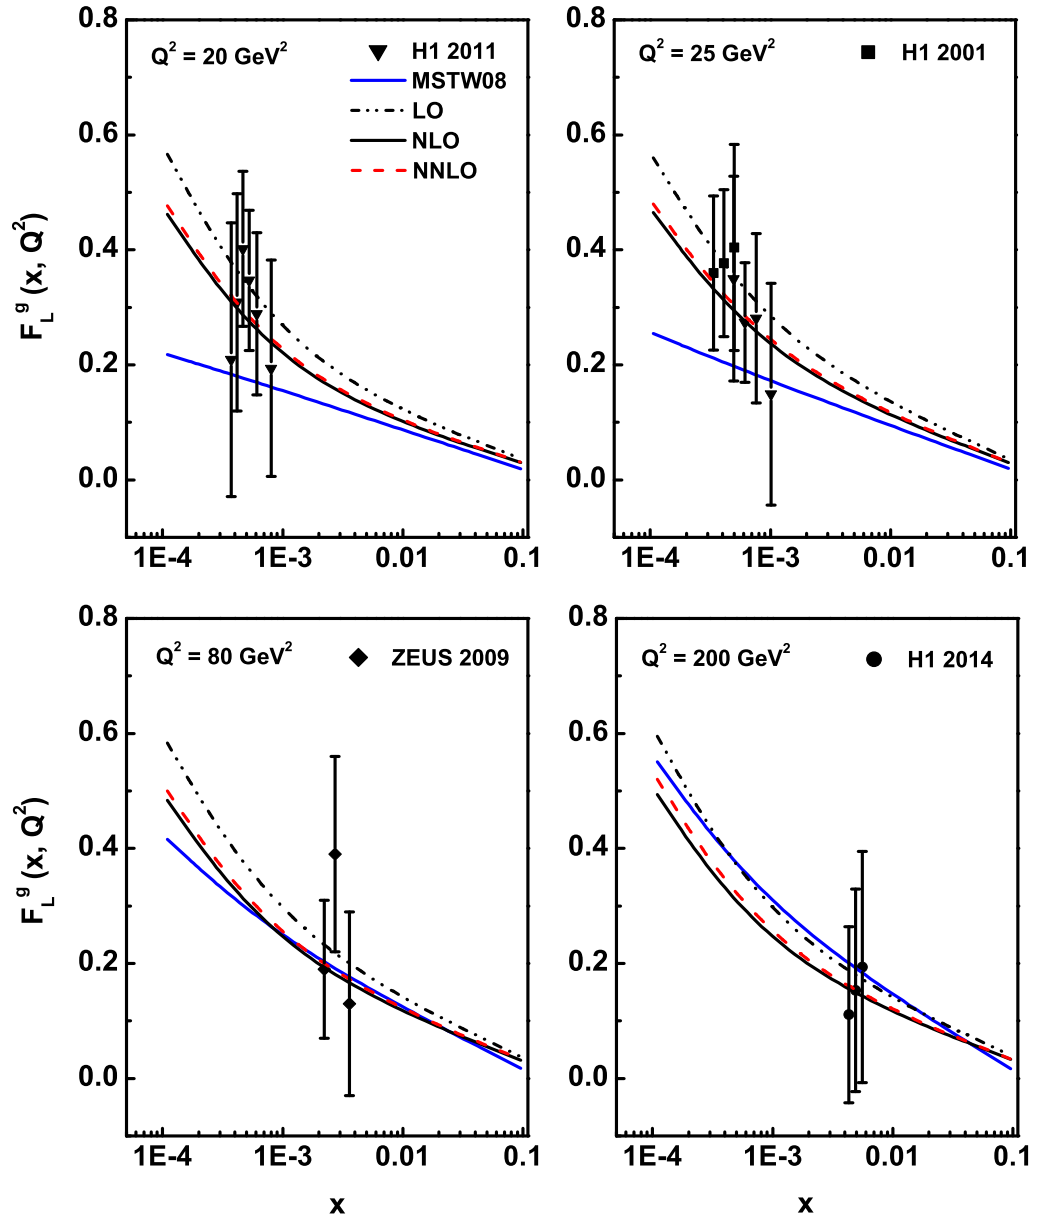 Q² = 20 GeV²
H1 2011
MSTW08
LO
NLO
NNLO
F_L^g (x, Q²)
0.8
0.6
0.4
0.2
0.0
1E-4 1E-3 0.01 0.1
Q² = 25 GeV²
H1 2001
0.8
0.6
0.4
0.2
0.0
1E-4 1E-3 0.01 0.1
Q² = 80 GeV²
ZEUS 2009
F_L^g (x, Q²)
0.8
0.6
0.4
0.2
0.0
1E-4 1E-3 0.01 0.1
x
Q² = 200 GeV²
H1 2014
0.8
0.6
0.4
0.2
0.0
1E-4 1E-3 0.01 0.1
x